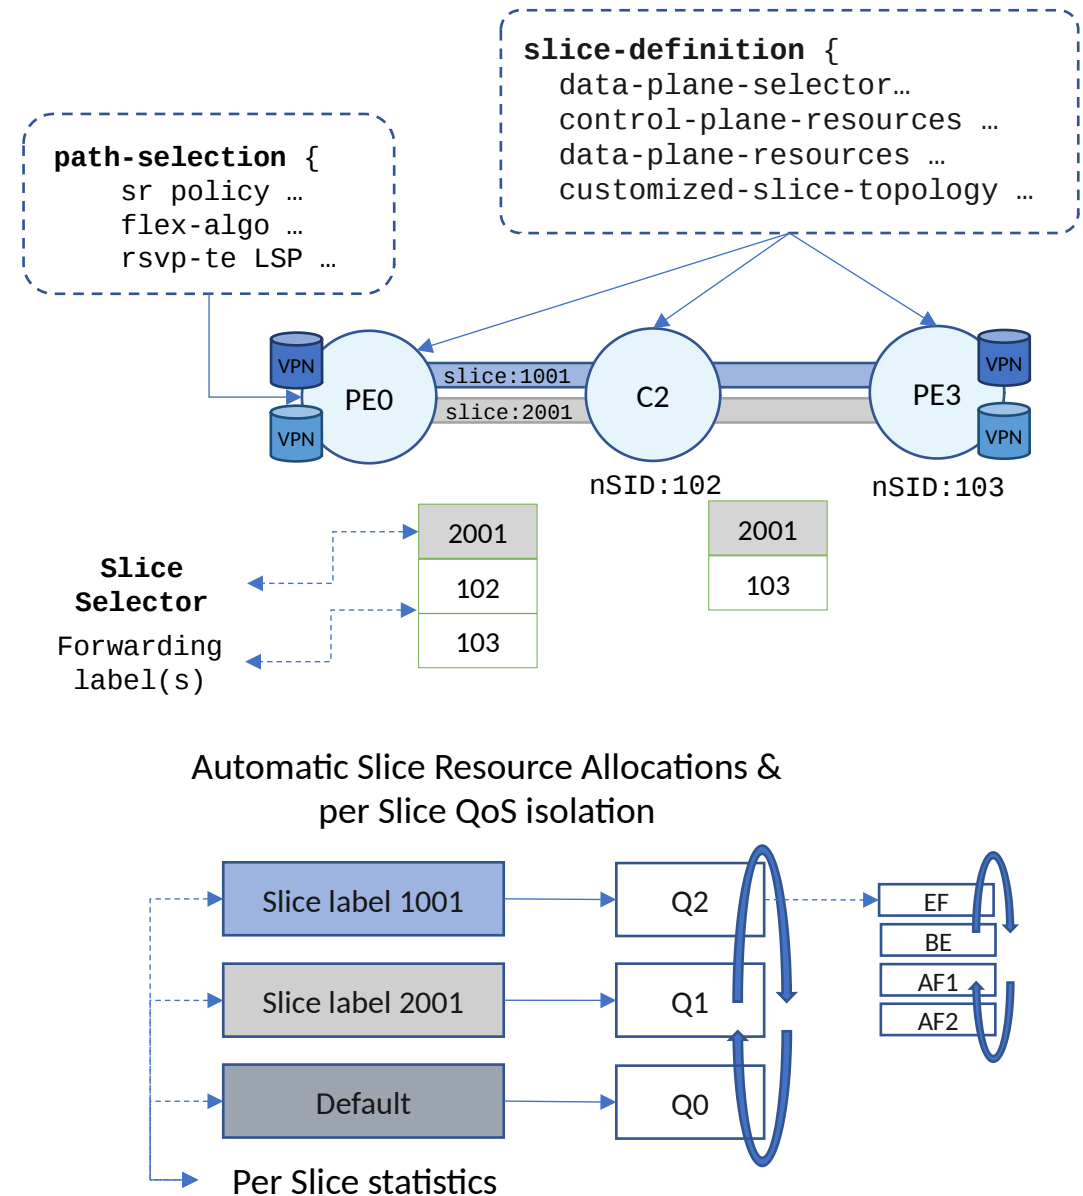 slice-definition {
data-plane-selector…
control-plane-resources …
data-plane-resources …
customized-slice-topology …
path-selection {
sr policy …
flex-algo …
rsvp-te LSP …
VPN
VPN
PE0
slice:1001
slice:2001
C2
PE3
VPN
VPN
nSID:102
nSID:103
2001
102
103
2001
103
Slice
Selector
Forwarding
label(s)
Automatic Slice Resource Allocations &
per Slice QoS isolation
Slice label 1001
Q2
EF
BE
AF1
AF2
Slice label 2001
Q1
Default
Q0
Per Slice statistics